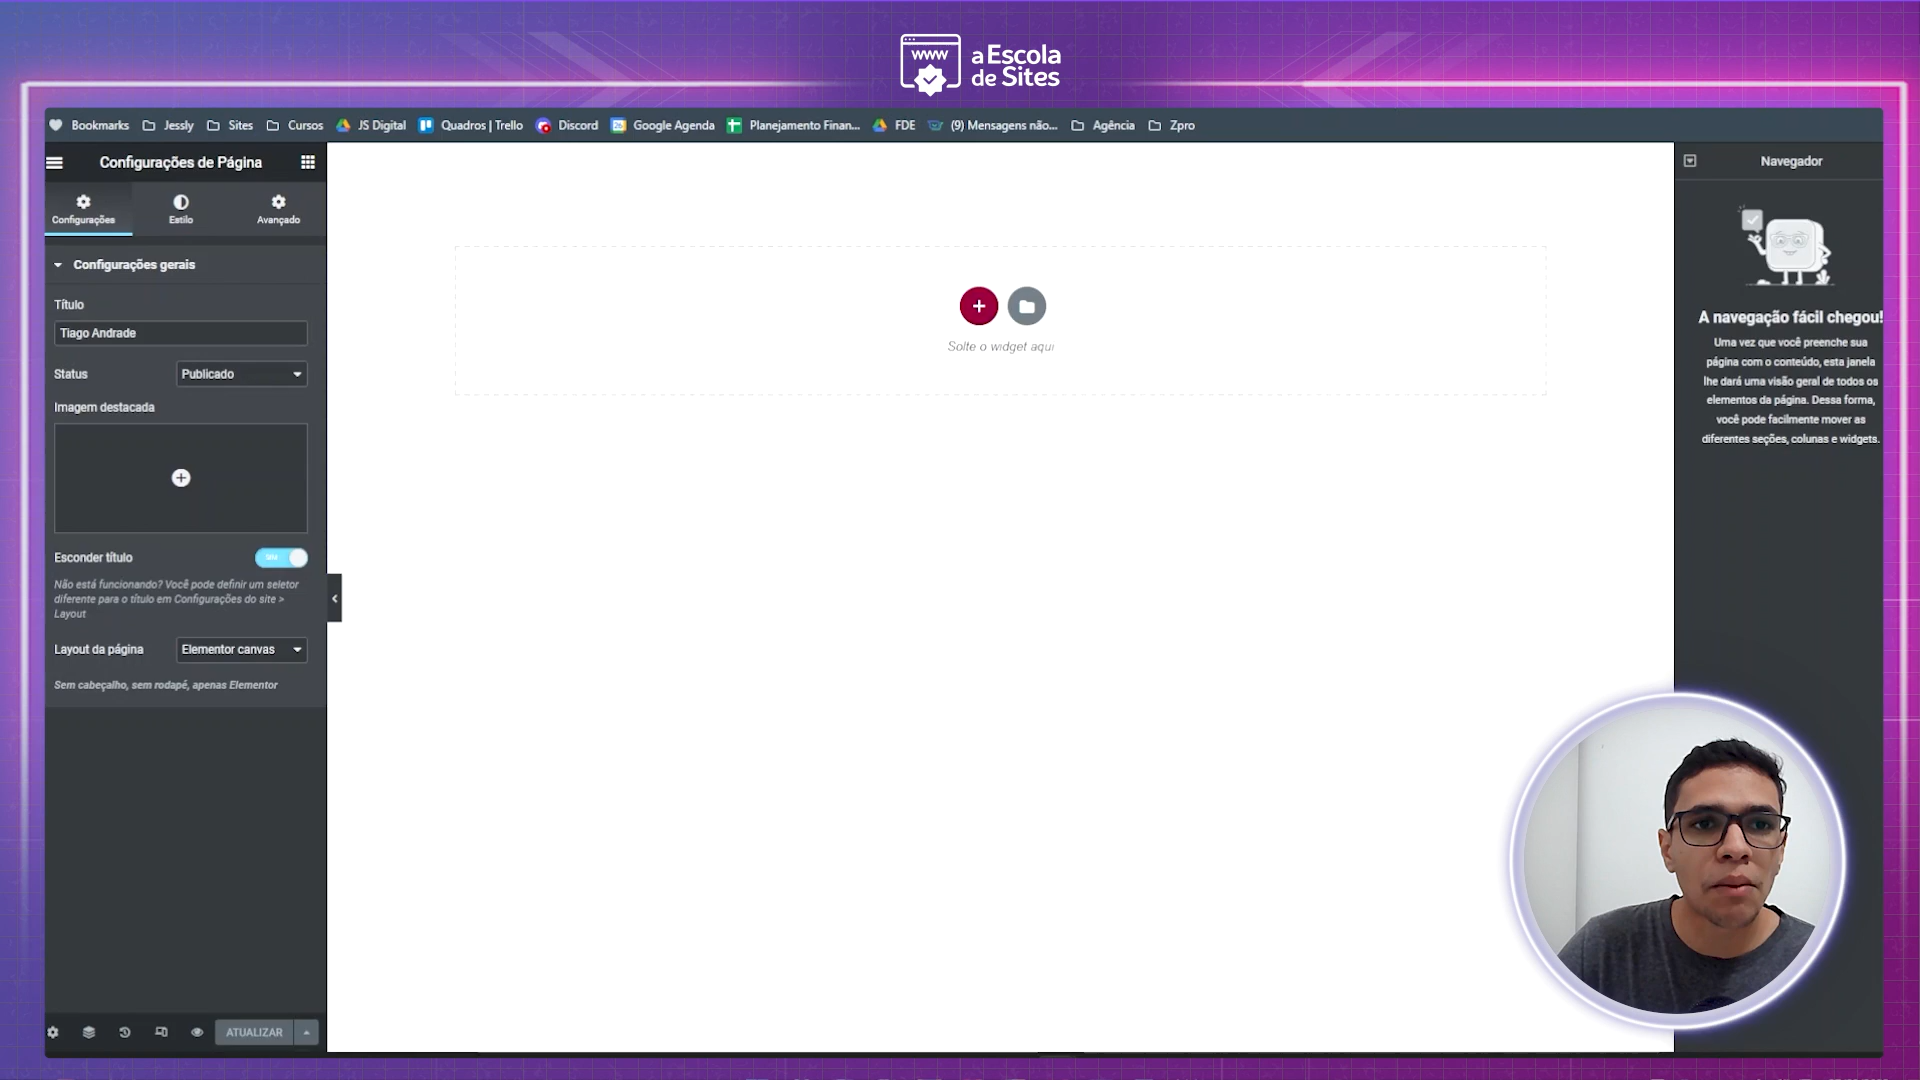 www
a Escola
de Sites
Bookmarks Jessly Sites Cursos JS Digital Quadros | Trello Discord Google Agenda Planejamento Finan... FDE (9) Mensagens não... Agência Zpro
Configurações de Página
Configurações Estilo Avançado
Configurações gerais
Título
Tiago Andrade
Status Publicado
Imagem destacada
Esconder título SIM
Não está funcionando? Você pode definir um seletor
diferente para o título em Configurações do site >
Layout
Layout da página Elementor canvas
Sem cabeçalho, sem rodapé, apenas Elementor
ATUALIZAR
Solte o widget aqui
Navegador
A navegação fácil chegou!
Uma vez que você preenche sua
página com o conteúdo, esta janela
lhe dará uma visão geral de todos os
elementos da página. Dessa forma,
você pode facilmente mover as
diferentes seções, colunas e widgets.